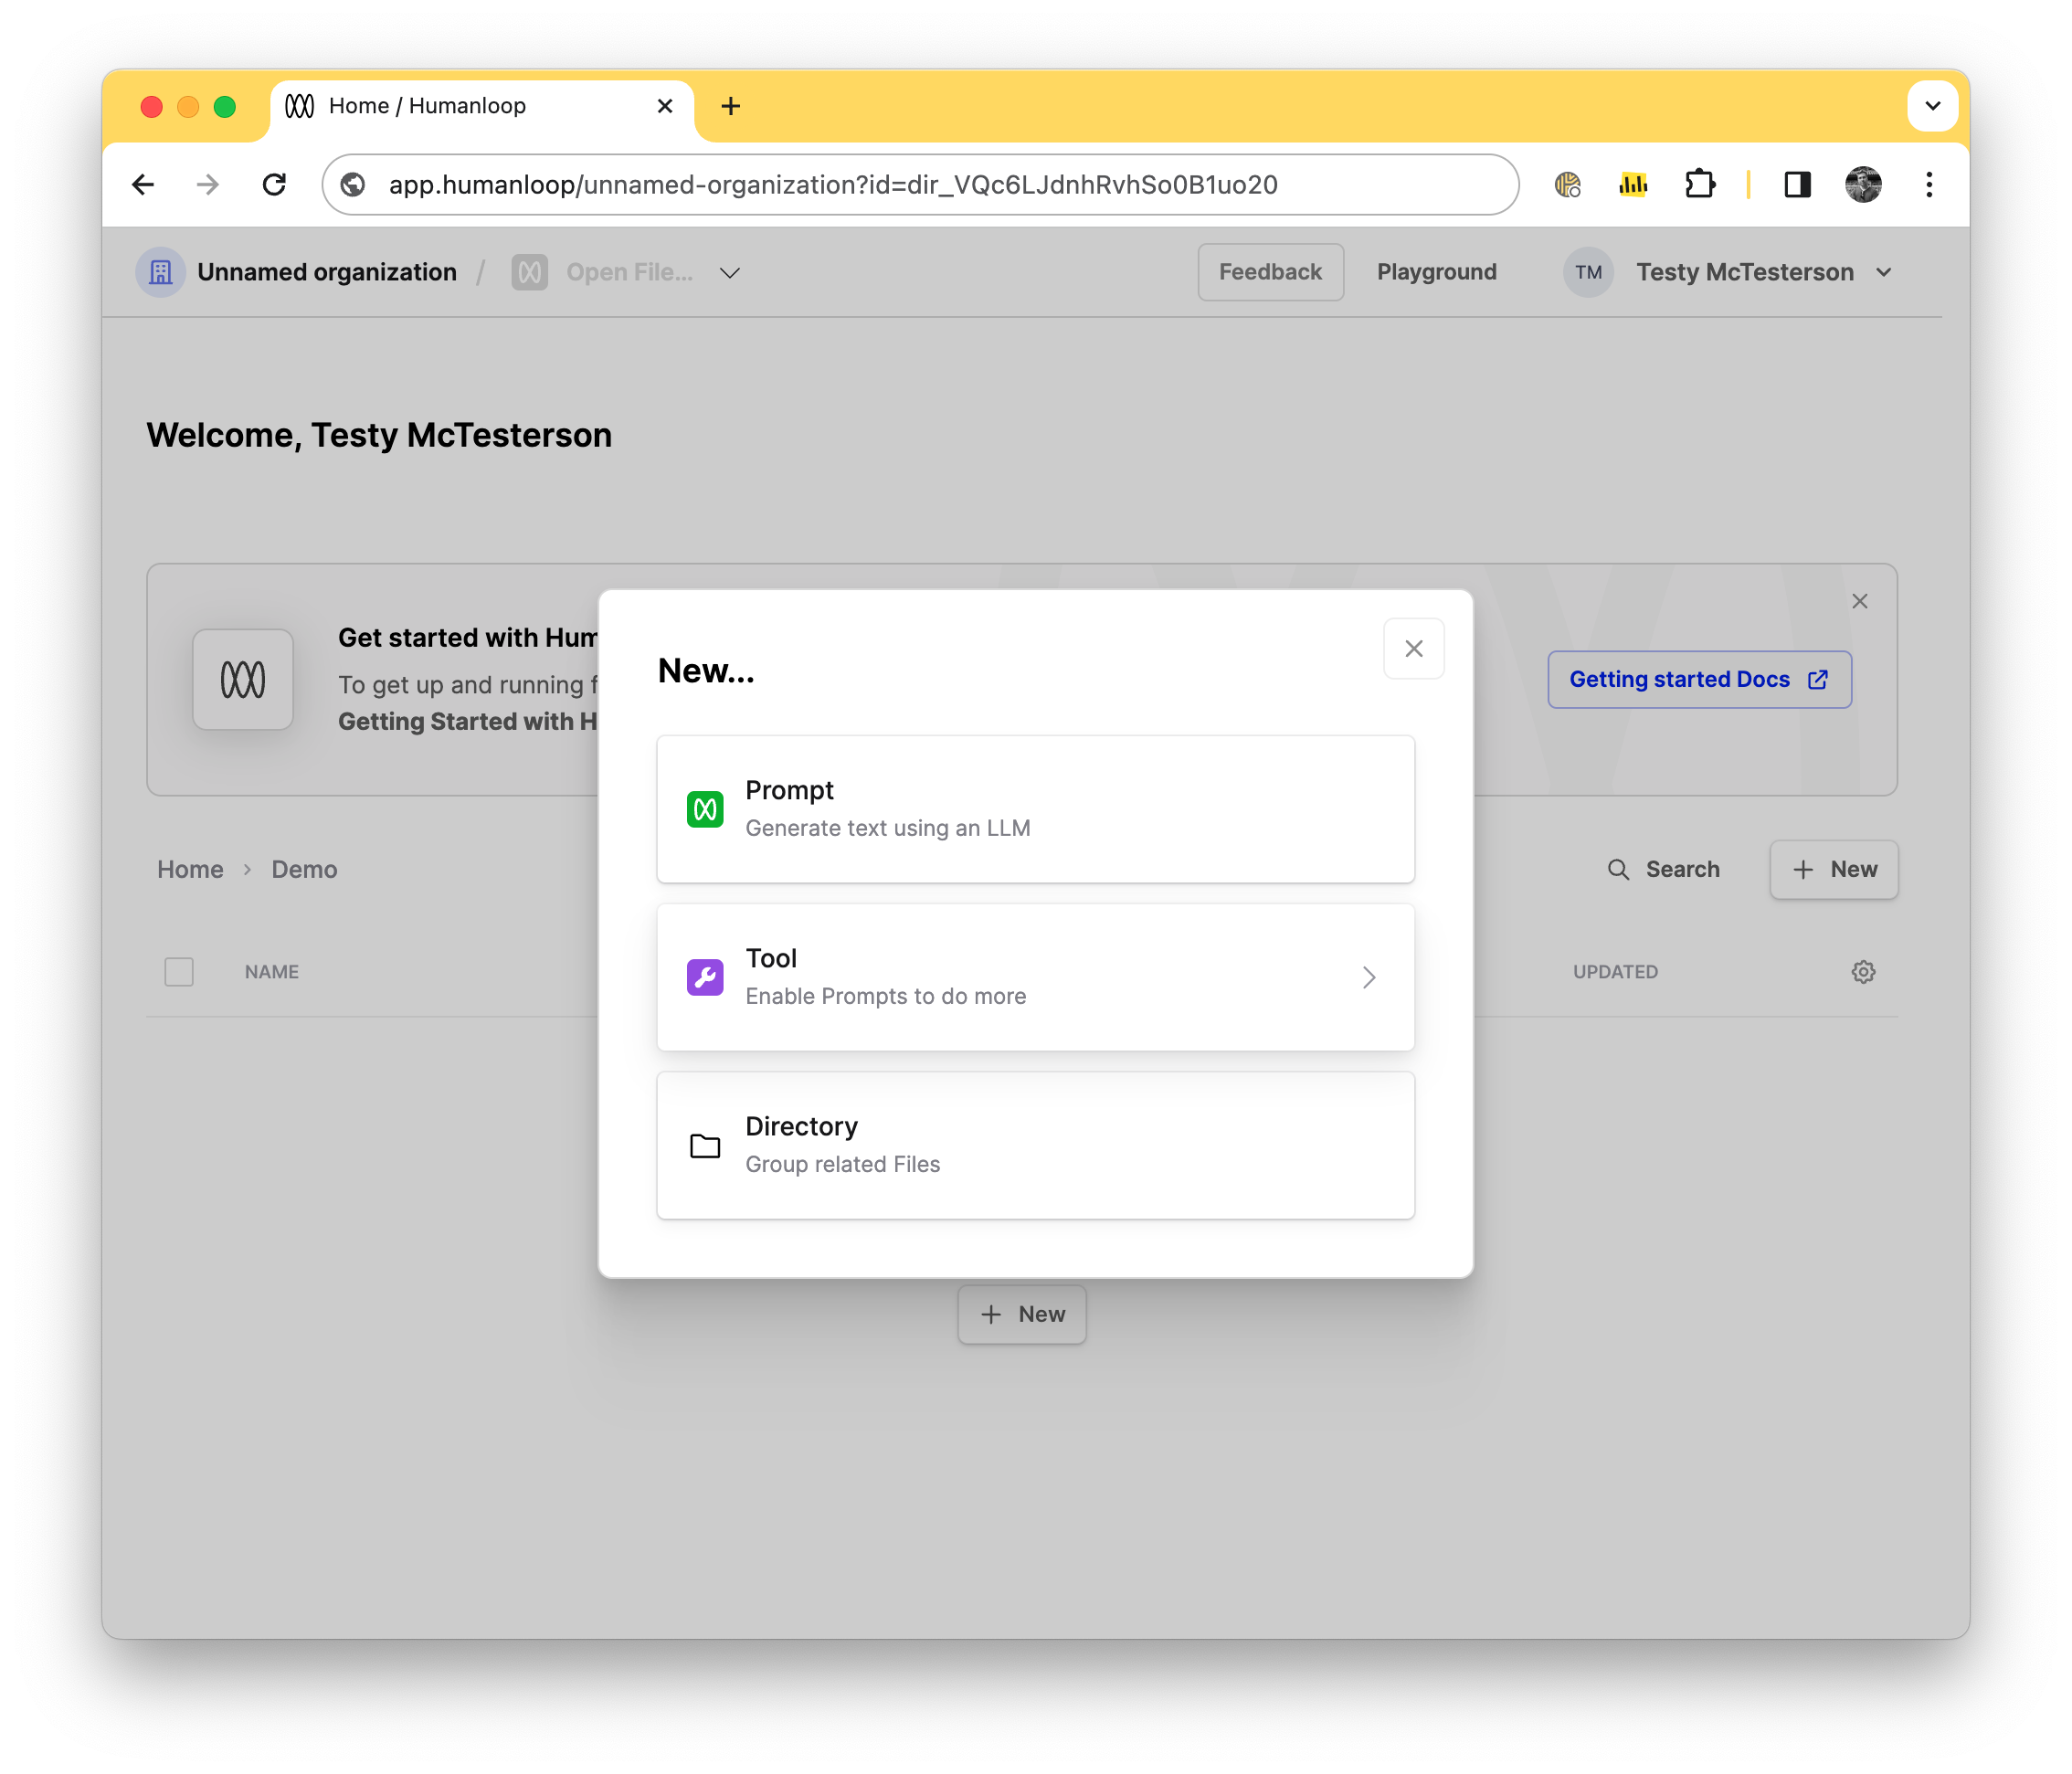 Home / Humanloop
app.humanloop/unnamed-organization?id=dir_VQc6LJdnhRvhSo0B1uo20
Unnamed organization / Open File...
Feedback
Playground
TM
Testy McTesterson
Welcome, Testy McTesterson
Get started with Hum
To get up and running f
Getting Started with H
Getting started Docs
New...
Prompt
Generate text using an LLM
Tool
Enable Prompts to do more
Directory
Group related Files
Home > Demo
Search
New
NAME
UPDATED
New